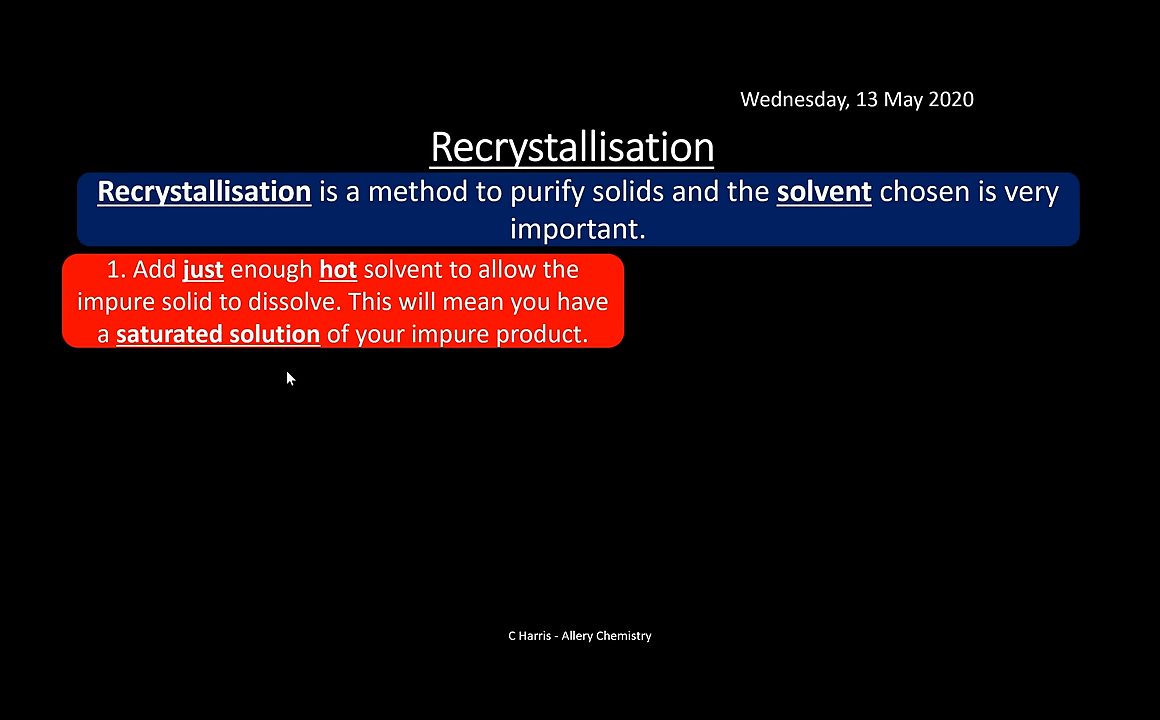 Wednesday, 13 May 2020
Recrystallisation
Recrystallisation is a method to purify solids and the solvent chosen is very
important.
1. Add just enough hot solvent to allow the
impure solid to dissolve. This will mean you have
a saturated solution of your impure product.
C Harris - Allery Chemistry